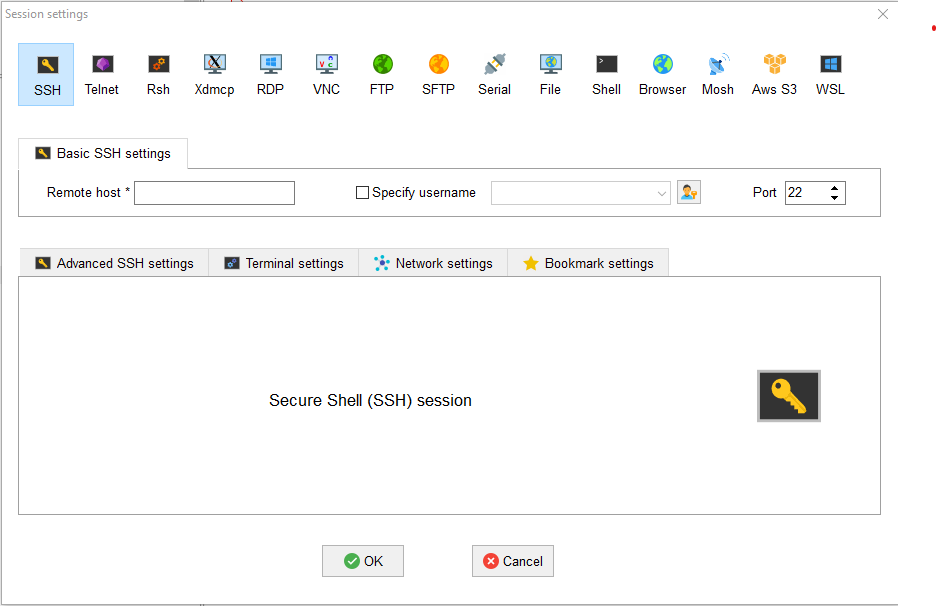 Session settings
SSH Telnet Rsh Xdmcp RDP VNC FTP SFTP Serial File Shell Browser Mosh Aws S3 WSL
Basic SSH settings
Remote host * Specify username Port 22
Advanced SSH settings Terminal settings Network settings Bookmark settings
Secure Shell (SSH) session
OK Cancel